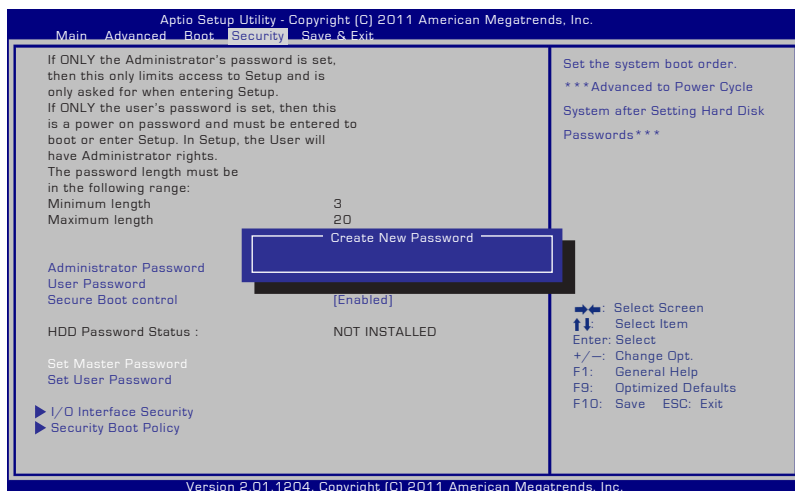 Aptio Setup Utility - Copyright (C) 2011 American Megatrends, Inc.
Main Advanced Boot Security Save & Exit
If ONLY the Administrator's password is set,
then this only limits access to Setup and is
only asked for when entering Setup.
If ONLY the user's password is set, then this
is a power on password and must be entered to
boot or enter Setup. In Setup, the User will
have Administrator rights.
The password length must be
in the following range:
Minimum length 3
Maximum length 20
Create New Password
Administrator Password
User Password
Secure Boot control [Enabled]
HDD Password Status : NOT INSTALLED
Set Master Password
Set User Password
I/O Interface Security
Security Boot Policy
Set the system boot order.
***Advanced to Power Cycle
System after Setting Hard Disk
Passwords***
: Select Screen
: Select Item
Enter: Select
+/—: Change Opt.
F1: General Help
F9: Optimized Defaults
F10: Save ESC: Exit
Version 2.01.1204. Copyright (C) 2011 American Megatrends, Inc.